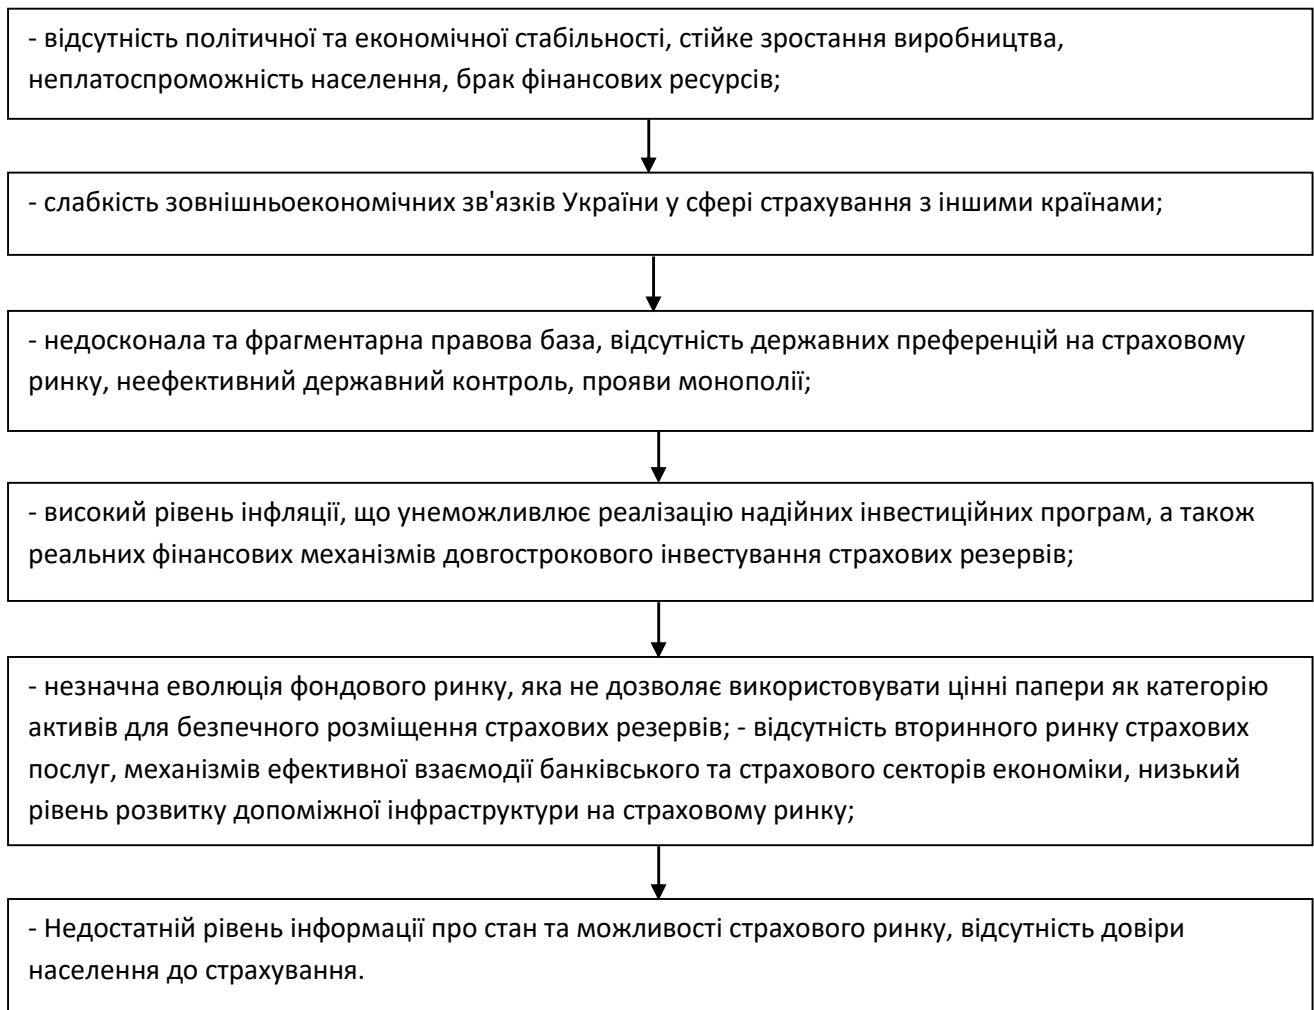 - відсутність політичної та економічної стабільності, стійке зростання виробництва,
неплатоспроможність населення, брак фінансових ресурсів;
- слабкість зовнішньоекономічних зв'язків України у сфері страхування з іншими країнами;
- недосконала та фрагментарна правова база, відсутність державних преференцій на страховому
ринку, неефективний державний контроль, прояви монополії;
- високий рівень інфляції, що унеможливлює реалізацію надійних інвестиційних програм, а також
реальних фінансових механізмів довгострокового інвестування страхових резервів;
- незначна еволюція фондового ринку, яка не дозволяє використовувати цінні папери як категорію
активів для безпечного розміщення страхових резервів; - відсутність вторинного ринку страхових
послуг, механізмів ефективної взаємодії банківського та страхового секторів економіки, низький
рівень розвитку допоміжної інфраструктури на страховому ринку;
- Недостатній рівень інформації про стан та можливості страхового ринку, відсутність довіри
населення до страхування.